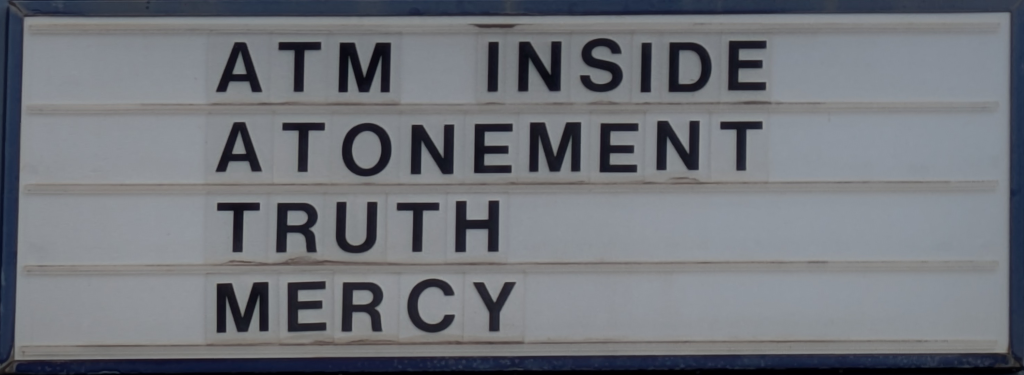 ATM INSIDE
ATONEMENT
TRUTH
MERCY